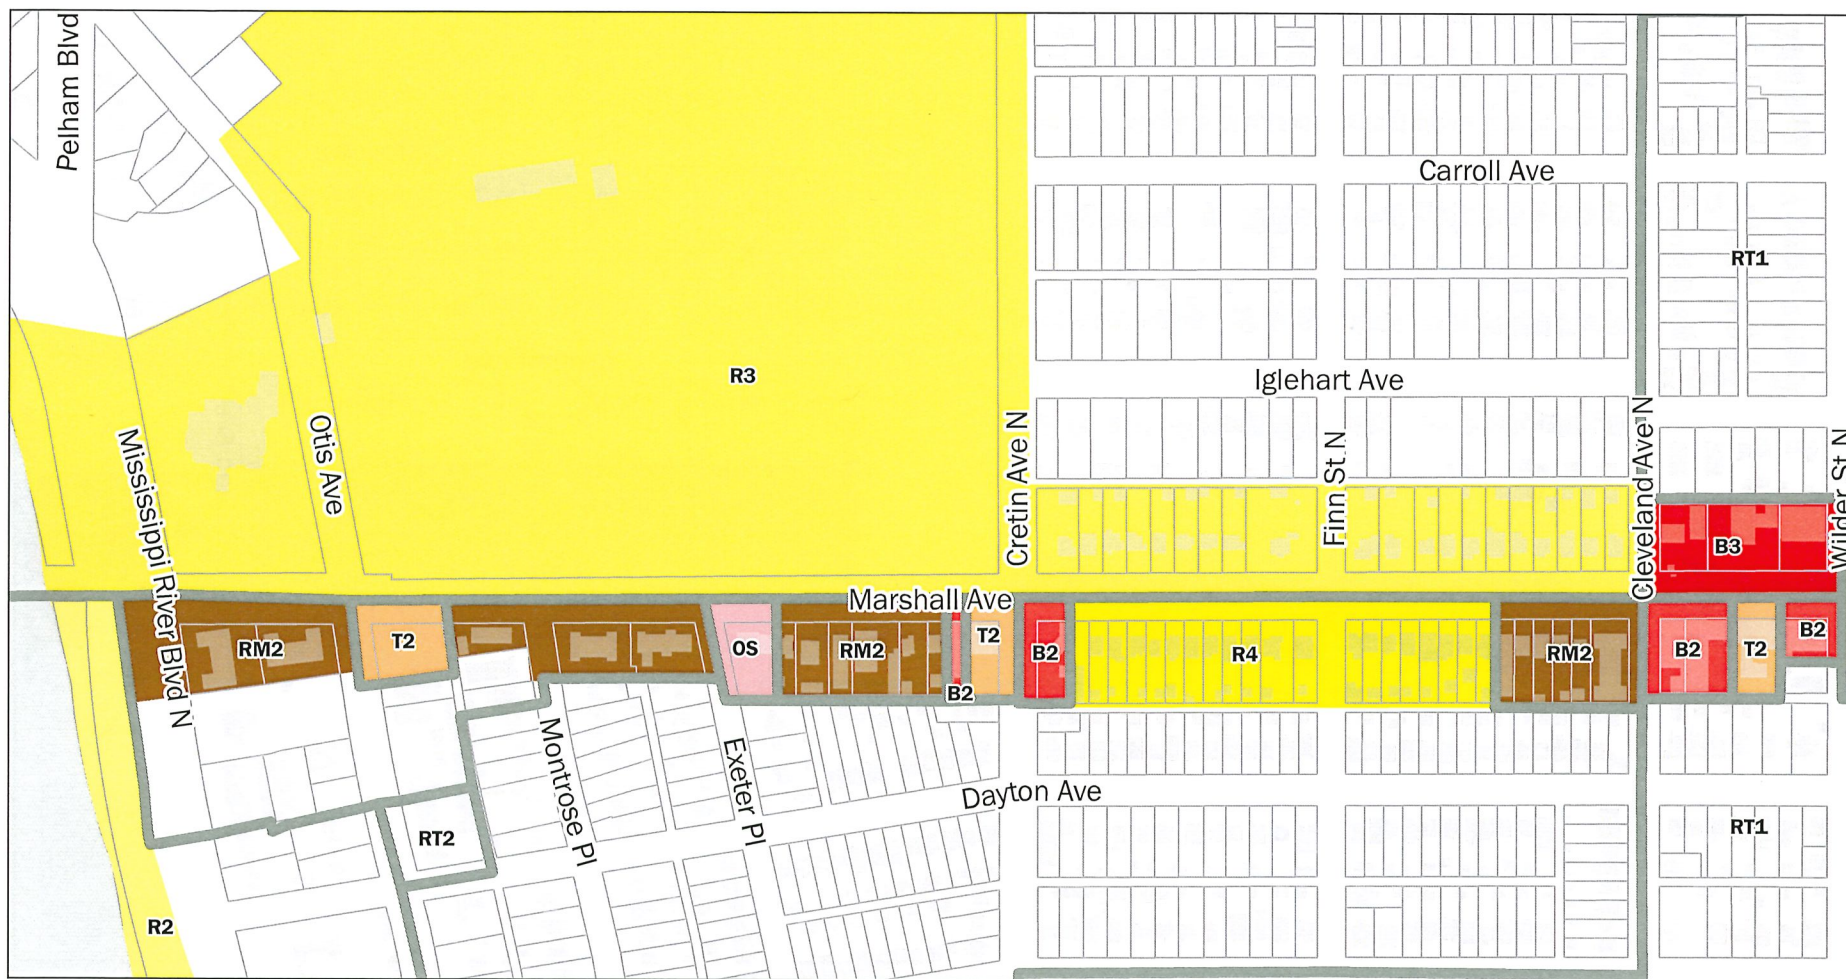 Pelham Blvd
Carroll Ave
RT1
R3
Iglehart Ave
Otis Ave
Cretin Ave N
Finn St N
Cleveland Ave N
Wilder St N
Mississippi River Blvd N
B3
Marshall Ave
RM2
T2
OS
RM2
B2
T2
B2
R4
RM2
B2
T2
B2
Montrose Pl
Exeter Pl
Dayton Ave
RT2
RT1
R2